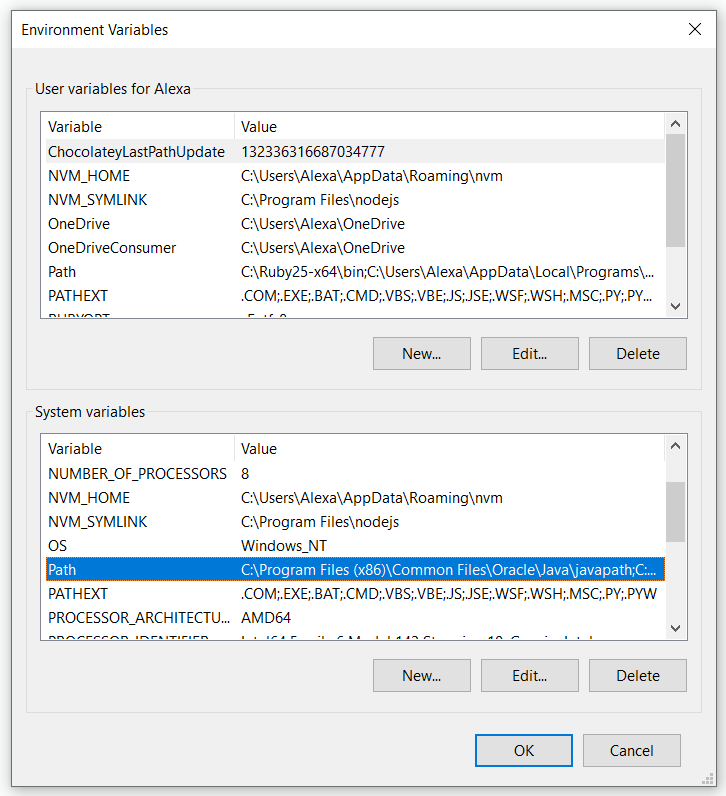 Environment Variables
User variables for Alexa
Variable Value
ChocolateyLastPathUpdate 132336316687034777
NVM_HOME C:\Users\Alexa\AppData\Roaming\nvm
NVM_SYMLINK C:\Program Files\nodejs
OneDrive C:\Users\Alexa\OneDrive
OneDriveConsumer C:\Users\Alexa\OneDrive
Path C:\Ruby25-x64\bin;C:\Users\Alexa\AppData\Local\Programs\...
PATHEXT .COM;.EXE;.BAT;.CMD;.VBS;.VBE;.JS;.JSE;.WSF;.WSH;.MSC;.PY;.PY...
New... Edit... Delete
System variables
Variable Value
NUMBER_OF_PROCESSORS 8
NVM_HOME C:\Users\Alexa\AppData\Roaming\nvm
NVM_SYMLINK C:\Program Files\nodejs
OS Windows_NT
Path C:\Program Files (x86)\Common Files\Oracle\Java\javapath;C:...
PATHEXT .COM;.EXE;.BAT;.CMD;.VBS;.VBE;.JS;.JSE;.WSF;.WSH;.MSC;.PY;.PYW
PROCESSOR_ARCHITECTU... AMD64
PROCESSOR_IDENTIFIER
New... Edit... Delete
OK Cancel